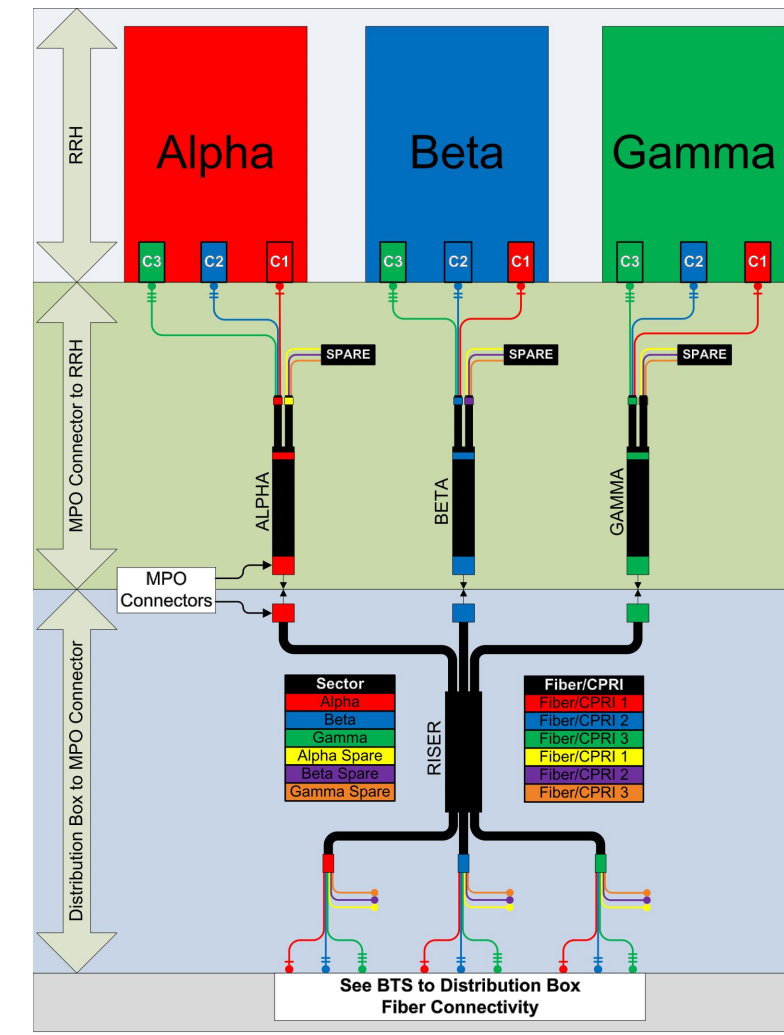 RRH
Alpha
Beta
Gamma
C3
C2
C1
C3
C2
C1
C3
C2
C1
MPO Connector to RRH
SPARE
SPARE
SPARE
ALPHA
BETA
GAMMA
MPO
Connectors
Distribution Box to MPO Connector
Sector
Alpha
Beta
Gamma
Alpha Spare
Beta Spare
Gamma Spare
RISER
Fiber/CPRI
Fiber/CPRI 1
Fiber/CPRI 2
Fiber/CPRI 3
Fiber/CPRI 1
Fiber/CPRI 2
Fiber/CPRI 3
See BTS to Distribution Box
Fiber Connectivity